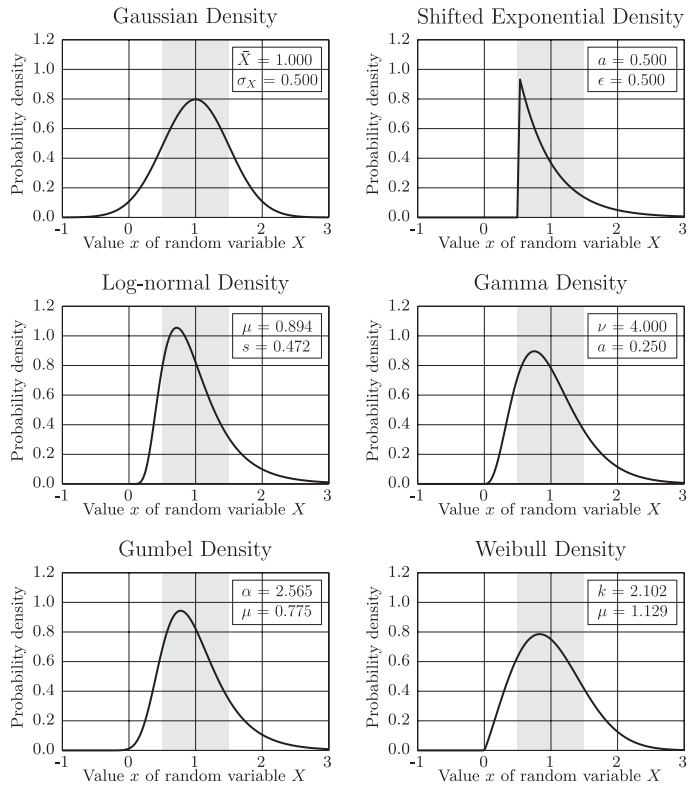 Gaussian Density
Shifted Exponential Density
1.2
1.0
0.8
0.6
0.4
0.2
0.0
Probability density
X̄ = 1.000
σX = 0.500
-1 0 1 2 3
Value x of random variable X
1.2
1.0
0.8
0.6
0.4
0.2
0.0
Probability density
a = 0.500
ϵ = 0.500
-1 0 1 2 3
Value x of random variable X
Log-normal Density
Gamma Density
1.2
1.0
0.8
0.6
0.4
0.2
0.0
Probability density
μ = 0.894
s = 0.472
-1 0 1 2 3
Value x of random variable X
1.2
1.0
0.8
0.6
0.4
0.2
0.0
Probability density
ν = 4.000
a = 0.250
-1 0 1 2 3
Value x of random variable X
Gumbel Density
Weibull Density
1.2
1.0
0.8
0.6
0.4
0.2
0.0
Probability density
α = 2.565
μ = 0.775
-1 0 1 2 3
Value x of random variable X
1.2
1.0
0.8
0.6
0.4
0.2
0.0
Probability density
k = 2.102
μ = 1.129
-1 0 1 2 3
Value x of random variable X